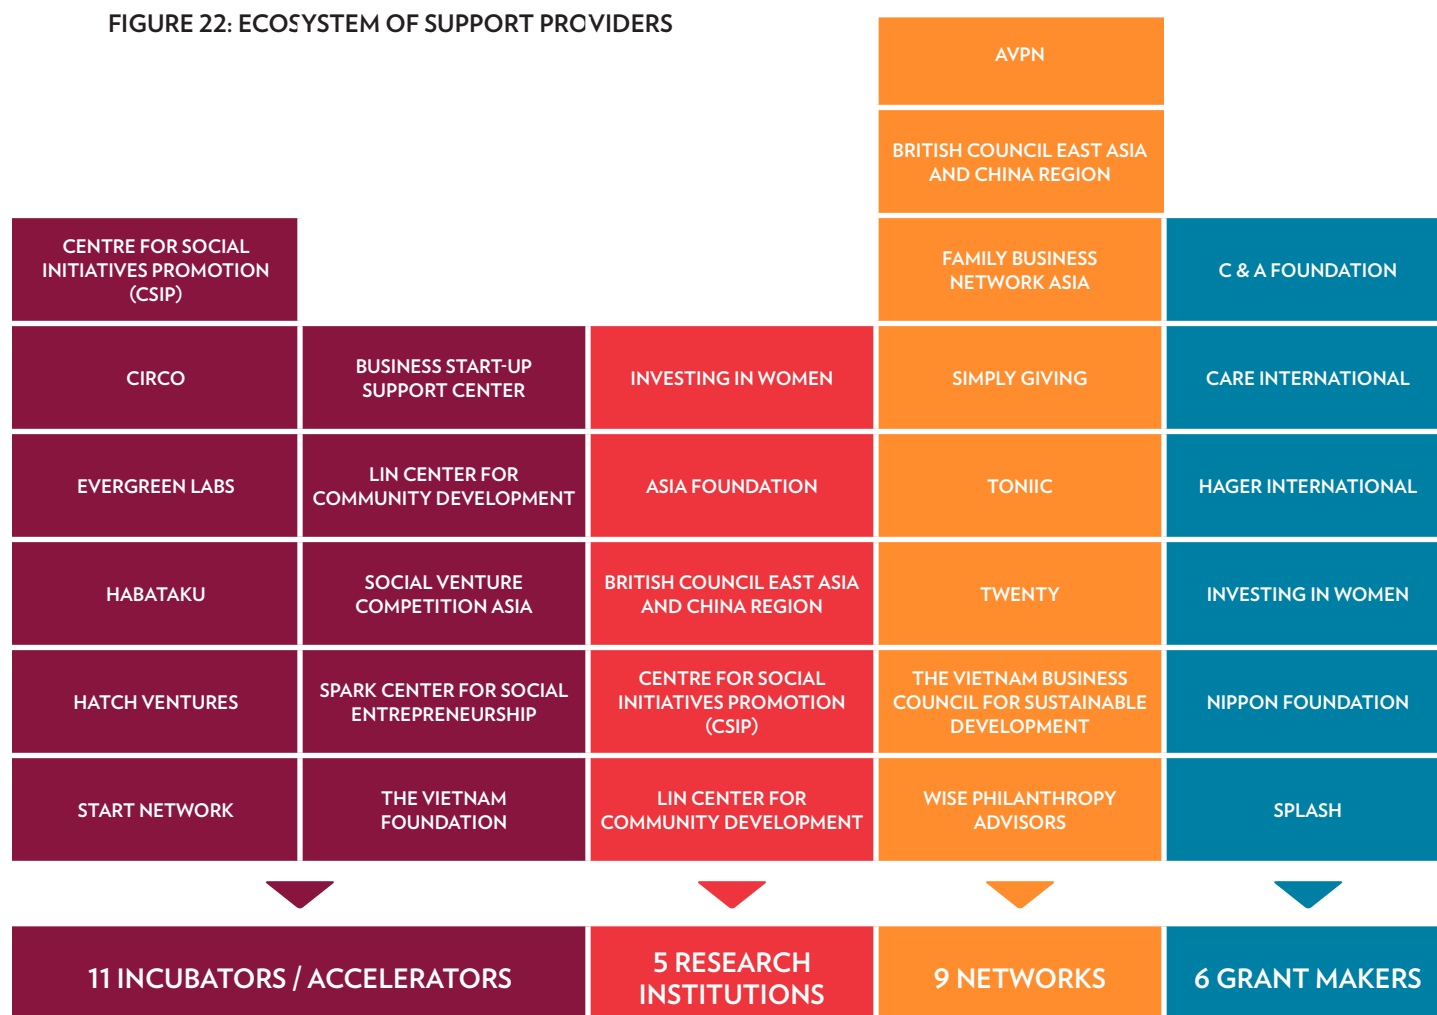 FIGURE 22: ECOSYSTEM OF SUPPORT PROVIDERS
CENTRE FOR SOCIAL
INITIATIVES PROMOTION
(CSIP)
CIRCO
EVERGREEN LABS
HABATAKU
HATCH VENTURES
START NETWORK
BUSINESS START-UP
SUPPORT CENTER
LIN CENTER FOR
COMMUNITY DEVELOPMENT
SOCIAL VENTURE
COMPETITION ASIA
SPARK CENTER FOR SOCIAL
ENTREPRENEURSHIP
THE VIETNAM
FOUNDATION
11 INCUBATORS / ACCELERATORS
INVESTING IN WOMEN
ASIA FOUNDATION
BRITISH COUNCIL EAST ASIA
AND CHINA REGION
CENTRE FOR SOCIAL
INITIATIVES PROMOTION
(CSIP)
LIN CENTER FOR
COMMUNITY DEVELOPMENT
5 RESEARCH
INSTITUTIONS
AVPN
BRITISH COUNCIL EAST ASIA
AND CHINA REGION
FAMILY BUSINESS
NETWORK ASIA
SIMPLY GIVING
TONIIC
TWENTY
THE VIETNAM BUSINESS
COUNCIL FOR SUSTAINABLE
DEVELOPMENT
WISE PHILANTHROPY
ADVISORS
9 NETWORKS
C & A FOUNDATION
CARE INTERNATIONAL
HAGER INTERNATIONAL
INVESTING IN WOMEN
NIPPON FOUNDATION
SPLASH
6 GRANT MAKERS